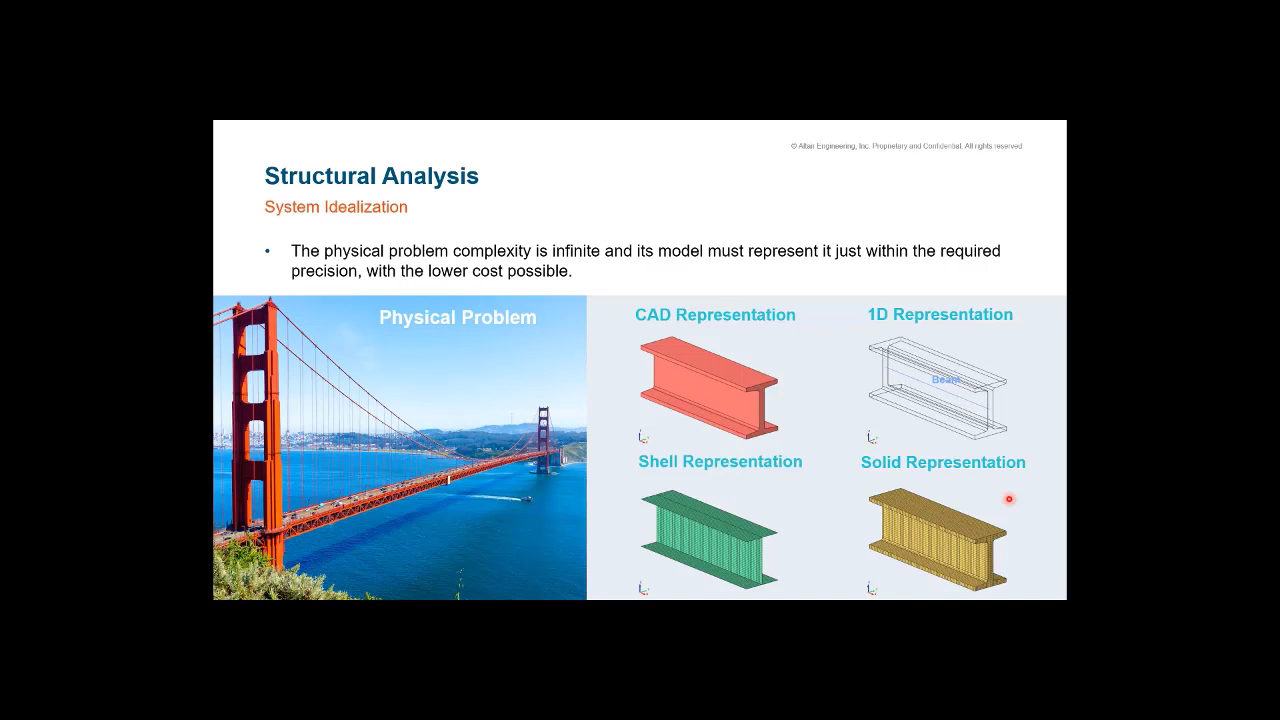 © Altair Engineering, Inc. Proprietary and Confidential. All rights reserved.
Structural Analysis
System Idealization
• The physical problem complexity is infinite and its model must represent it just within the required
precision, with the lower cost possible.
Physical Problem
CAD Representation
1D Representation
Beam
Shell Representation
Solid Representation